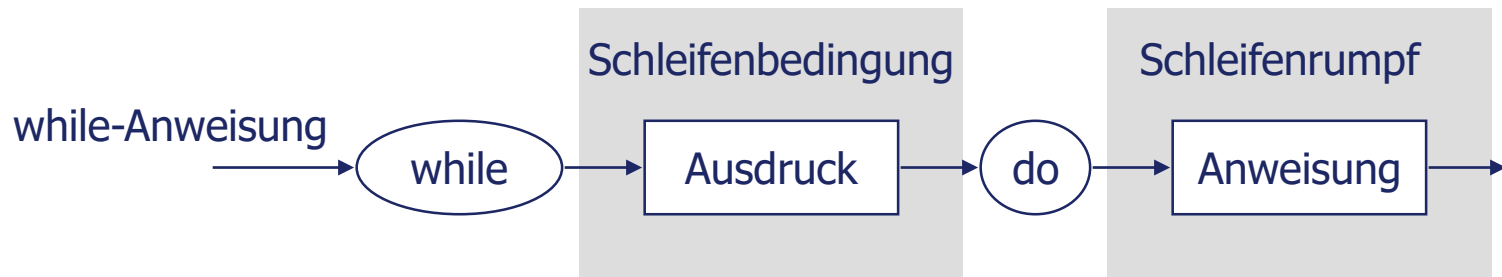 Schleifenbedingung
Schleifenrumpf
while-Anweisung
while
Ausdruck
do
Anweisung